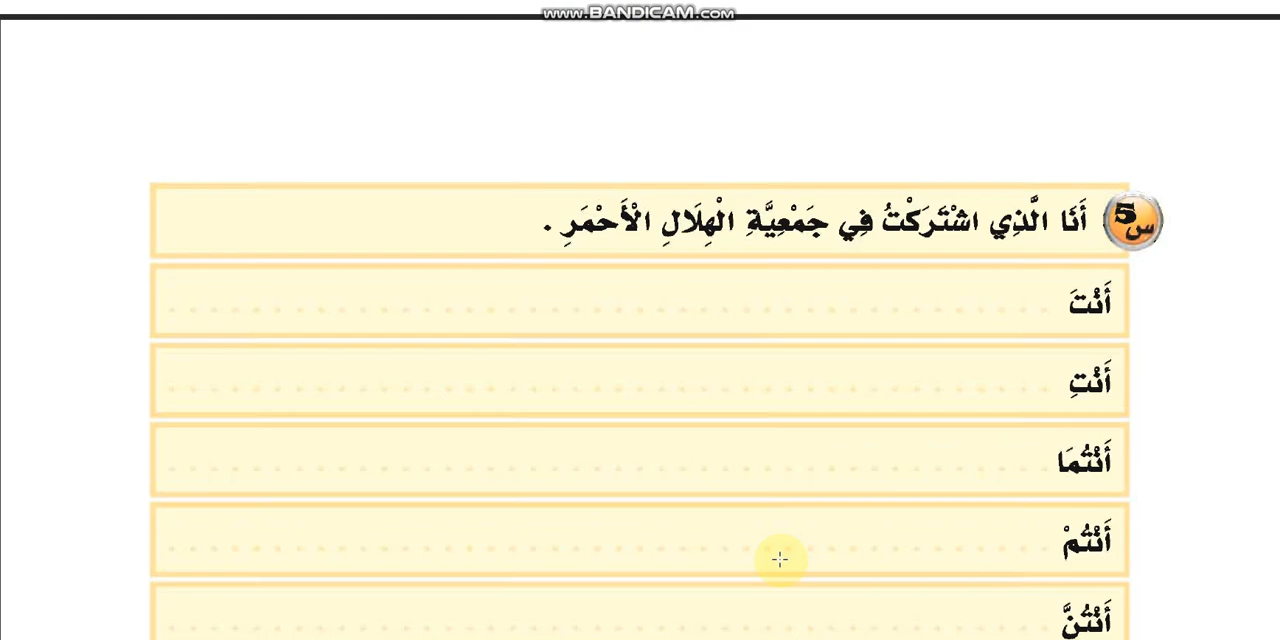 www.BANDICAM.com
س5 أَنَا الَّذِي اشْتَرَكْتُ فِي جَمْعِيَّةِ الْهِلَالِ الْأَحْمَرِ .
أَنْتَ
أَنْتِ
أَنْتُمَا
أَنْتُمْ
أَنْتُنَّ